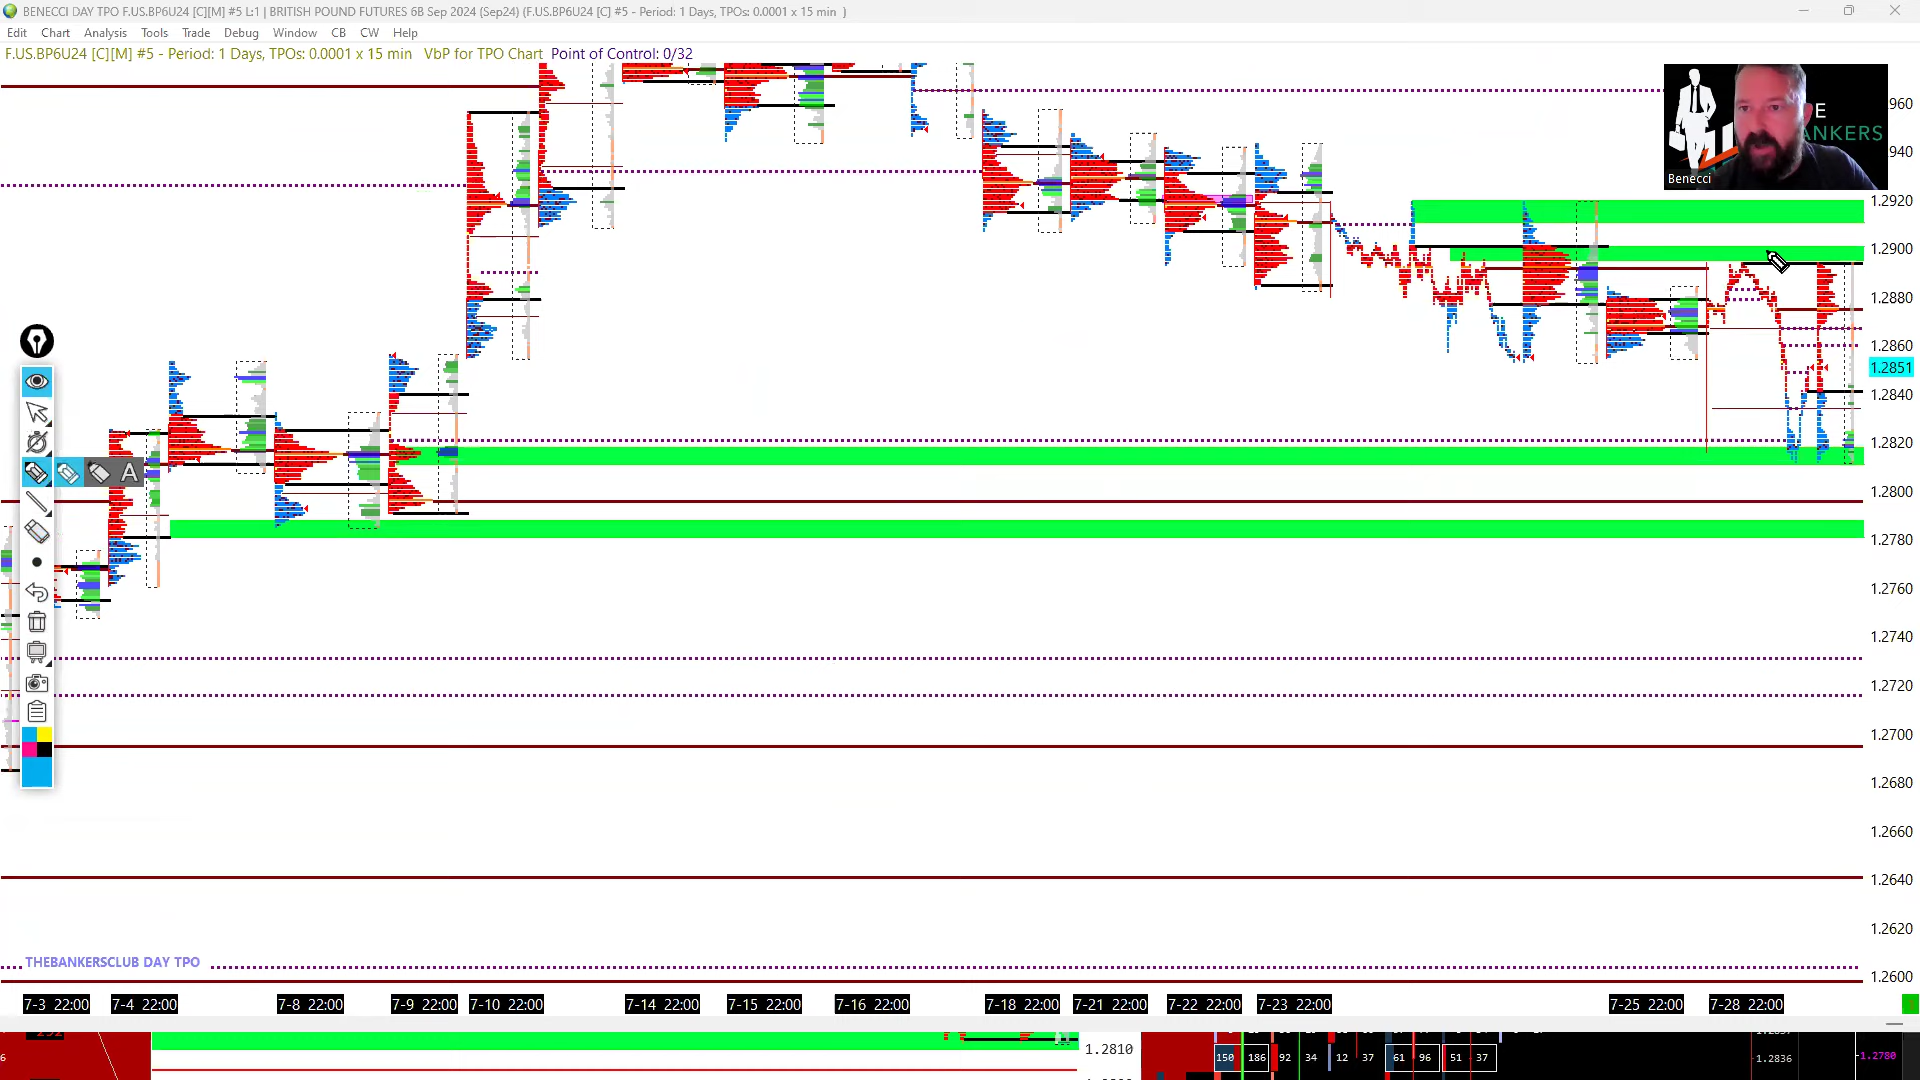 BENECCI DAY TPO F.US.BP6U24 [C][M] #5 L:1 | BRITISH POUND FUTURES 6B Sep 2024 (Sep24) (F.US.BP6U24 [C] #5 - Period: 1 Days, TPOs: 0.0001 x 15 min )
Edit Chart Analysis Tools Trade Debug Window CB CW Help
F.US.BP6U24 [C][M] #5 - Period: 1 Days, TPOs: 0.0001 x 15 min VbP for TPO Chart Point of Control: 0/32
E
ANKERS
Benecci
960
940
1.2920
1.2900
1.2880
1.2860
1.2851
1.2840
1.2820
1.2800
1.2780
1.2760
1.2740
1.2720
1.2700
1.2680
1.2660
1.2640
1.2620
1.2600
A
THEBANKERSCLUB DAY TPO
7-3 22:00 7-4 22:00 7-8 22:00 7-9 22:00 7-10 22:00 7-14 22:00 7-15 22:00 7-16 22:00 7-18 22:00 7-21 22:00 7-22 22:00 7-23 22:00 7-25 22:00 7-28 22:00
1.2810
150 186 92 34 12 37 61 96 51 37
1.2836
1.2780